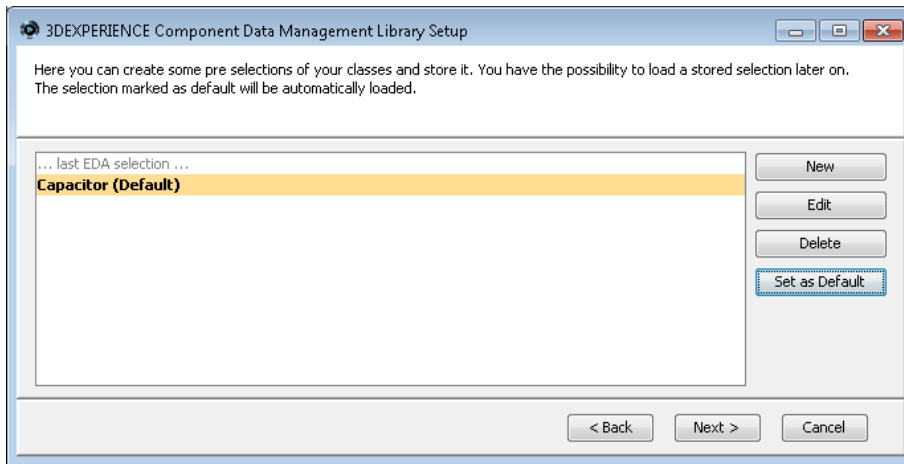 3DEXPERIENCE Component Data Management Library Setup
Here you can create some pre selections of your classes and store it. You have the possibility to load a stored selection later on.
The selection marked as default will be automatically loaded.
... last EDA selection ...
Capacitor (Default)
New
Edit
Delete
Set as Default
< Back
Next >
Cancel